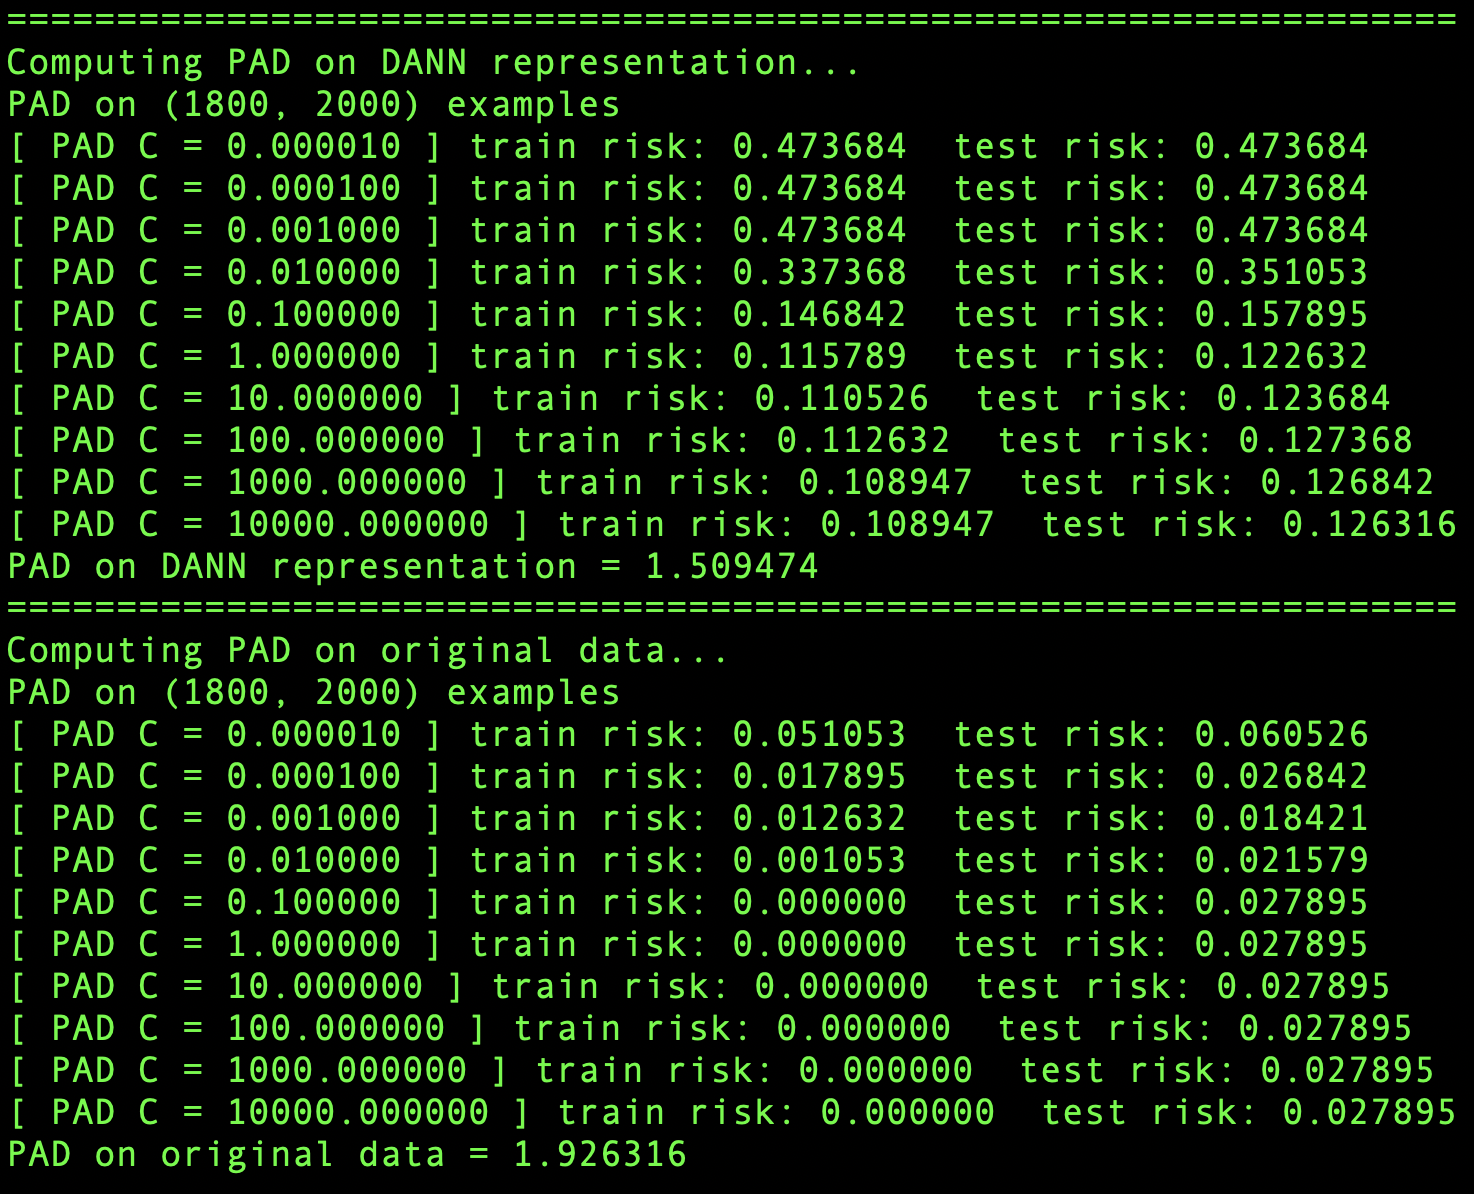 ==================================================================
Computing PAD on DANN representation...
PAD on (1800, 2000) examples
[ PAD C = 0.000010 ] train risk: 0.473684  test risk: 0.473684
[ PAD C = 0.000100 ] train risk: 0.473684  test risk: 0.473684
[ PAD C = 0.001000 ] train risk: 0.473684  test risk: 0.473684
[ PAD C = 0.010000 ] train risk: 0.337368  test risk: 0.351053
[ PAD C = 0.100000 ] train risk: 0.146842  test risk: 0.157895
[ PAD C = 1.000000 ] train risk: 0.115789  test risk: 0.122632
[ PAD C = 10.000000 ] train risk: 0.110526  test risk: 0.123684
[ PAD C = 100.000000 ] train risk: 0.112632  test risk: 0.127368
[ PAD C = 1000.000000 ] train risk: 0.108947  test risk: 0.126842
[ PAD C = 10000.000000 ] train risk: 0.108947  test risk: 0.126316
PAD on DANN representation = 1.509474
==================================================================
Computing PAD on original data...
PAD on (1800, 2000) examples
[ PAD C = 0.000010 ] train risk: 0.051053  test risk: 0.060526
[ PAD C = 0.000100 ] train risk: 0.017895  test risk: 0.026842
[ PAD C = 0.001000 ] train risk: 0.012632  test risk: 0.018421
[ PAD C = 0.010000 ] train risk: 0.001053  test risk: 0.021579
[ PAD C = 0.100000 ] train risk: 0.000000  test risk: 0.027895
[ PAD C = 1.000000 ] train risk: 0.000000  test risk: 0.027895
[ PAD C = 10.000000 ] train risk: 0.000000  test risk: 0.027895
[ PAD C = 100.000000 ] train risk: 0.000000  test risk: 0.027895
[ PAD C = 1000.000000 ] train risk: 0.000000  test risk: 0.027895
[ PAD C = 10000.000000 ] train risk: 0.000000  test risk: 0.027895
PAD on original data = 1.926316